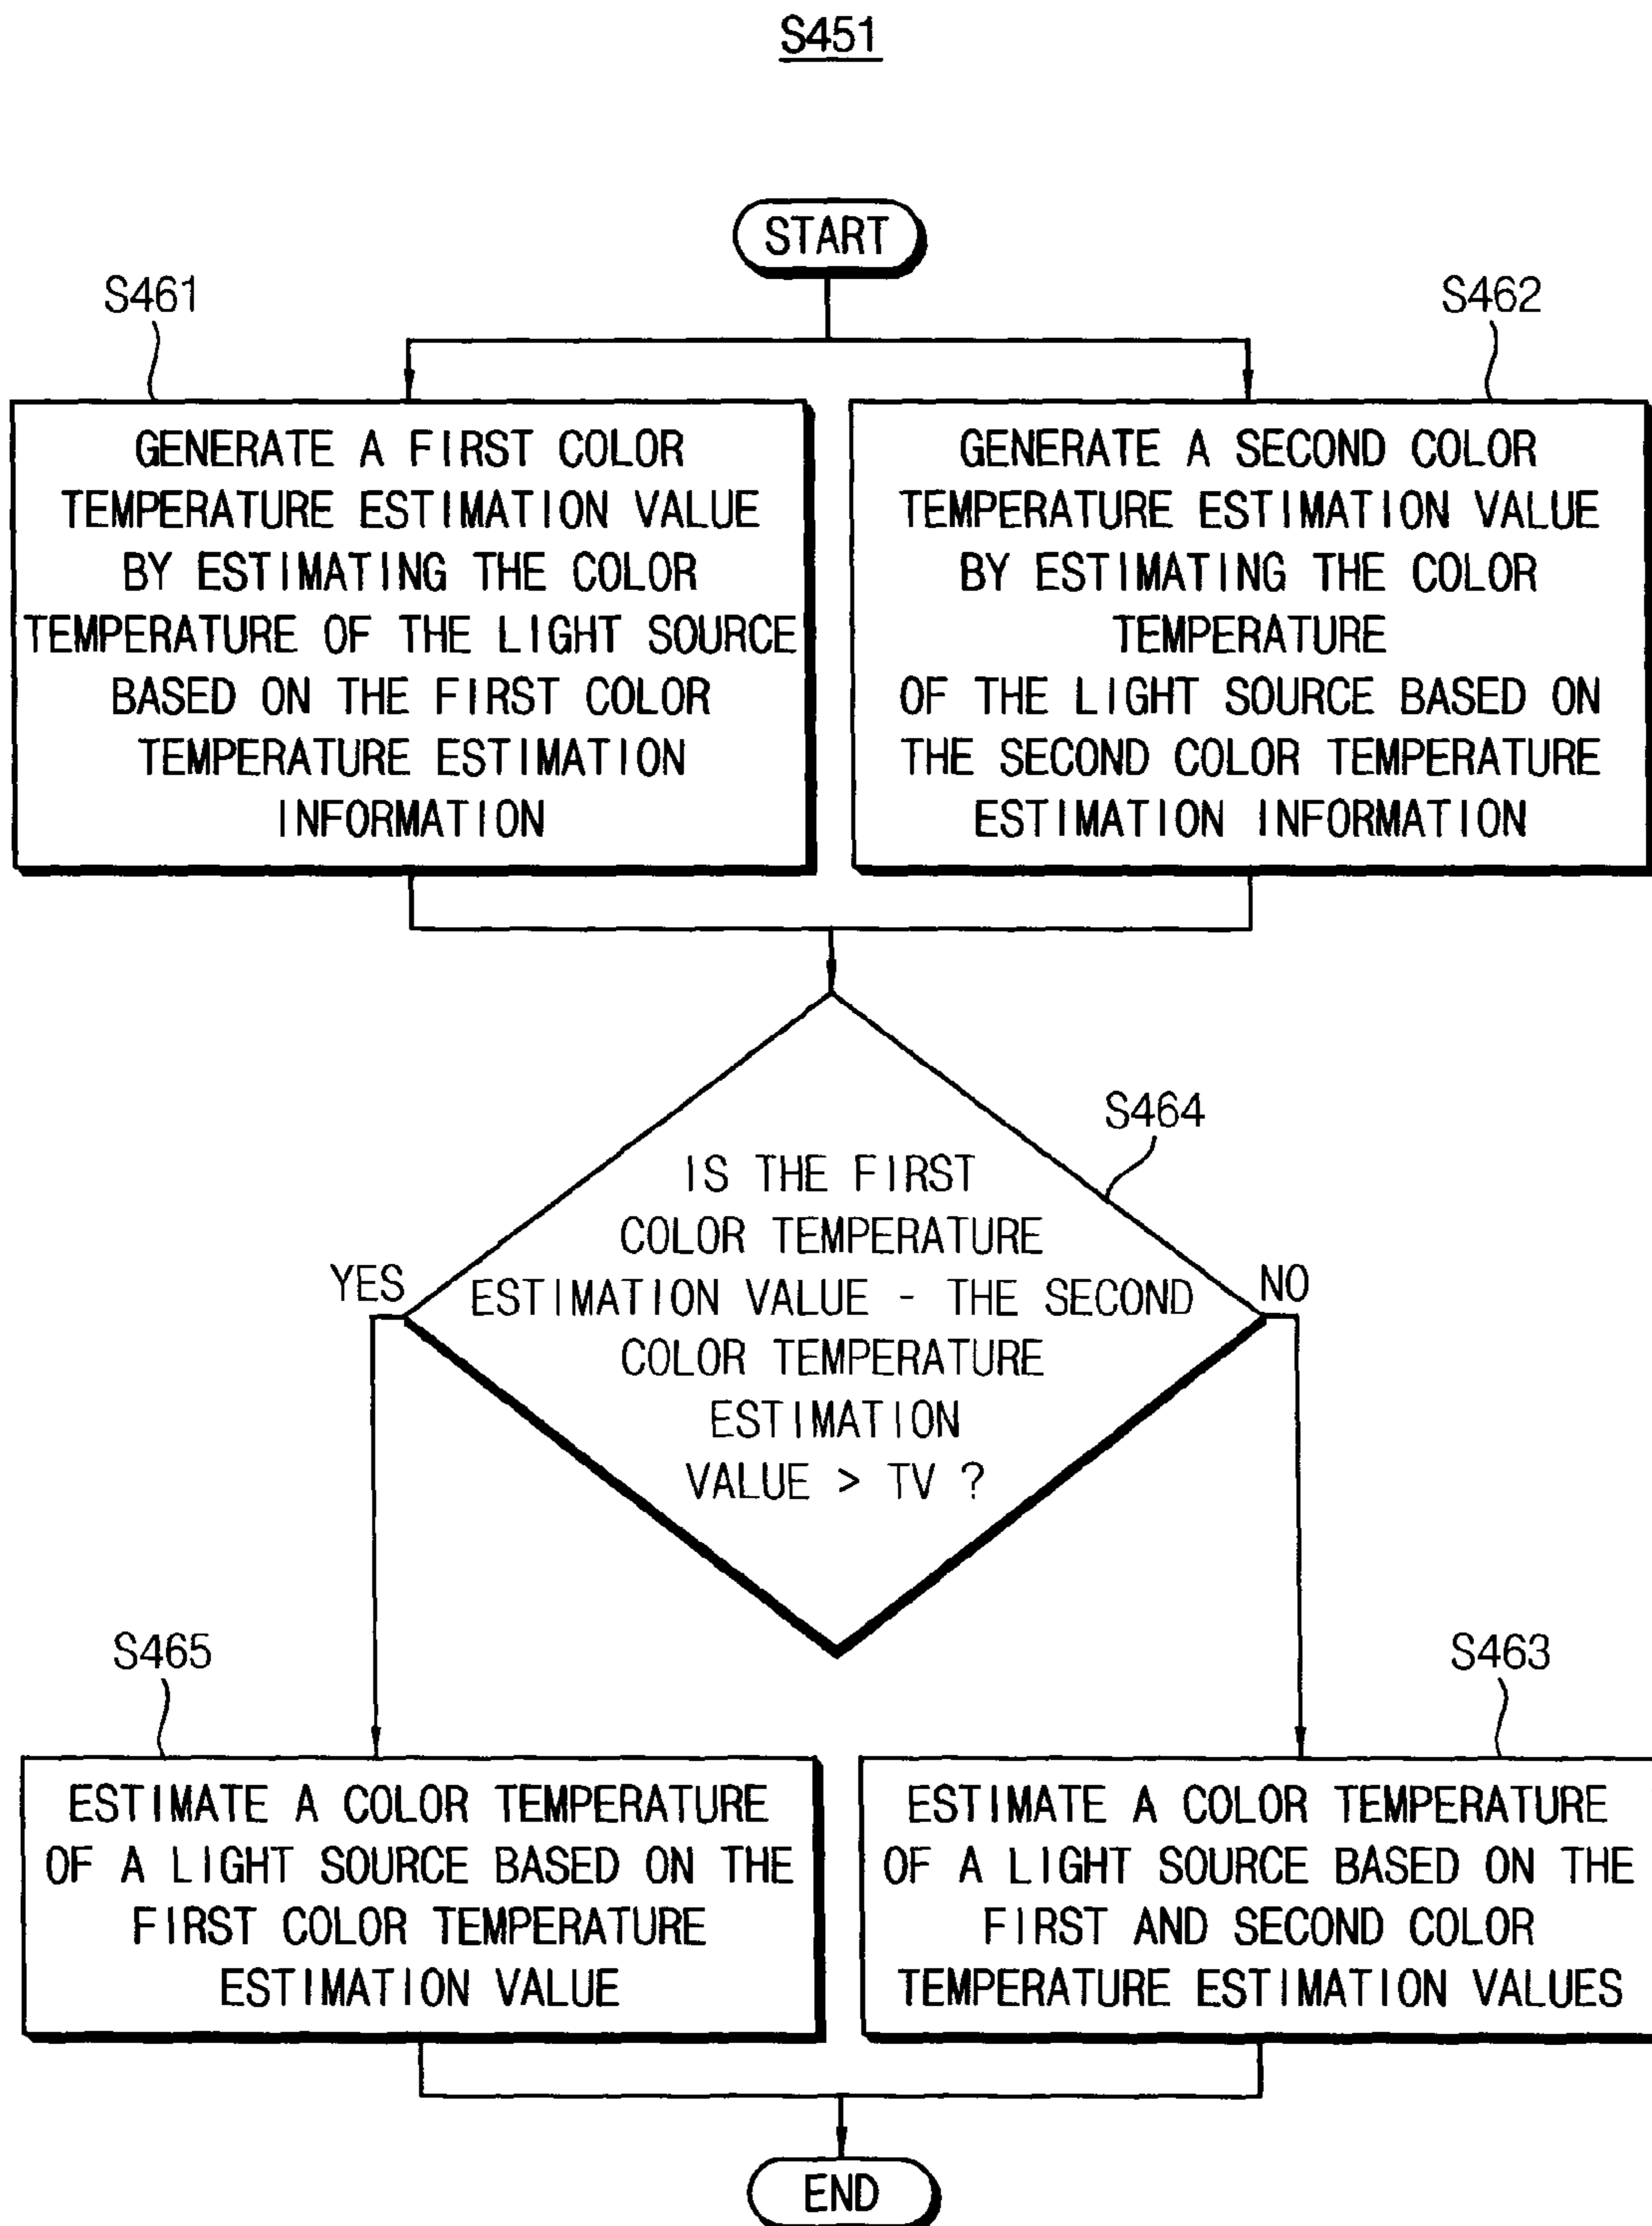 S451
START
S461
S462
GENERATE A FIRST COLOR
TEMPERATURE ESTIMATION VALUE
BY ESTIMATING THE COLOR
TEMPERATURE OF THE LIGHT SOURCE
BASED ON THE FIRST COLOR
TEMPERATURE ESTIMATION
INFORMATION
GENERATE A SECOND COLOR
TEMPERATURE ESTIMATION VALUE
BY ESTIMATING THE COLOR
TEMPERATURE
OF THE LIGHT SOURCE BASED ON
THE SECOND COLOR TEMPERATURE
ESTIMATION INFORMATION
S464
IS THE FIRST
COLOR TEMPERATURE
ESTIMATION VALUE - THE SECOND
COLOR TEMPERATURE
ESTIMATION
VALUE > TV ?
YES
NO
S465
S463
ESTIMATE A COLOR TEMPERATURE
OF A LIGHT SOURCE BASED ON THE
FIRST COLOR TEMPERATURE
ESTIMATION VALUE
ESTIMATE A COLOR TEMPERATURE
OF A LIGHT SOURCE BASED ON THE
FIRST AND SECOND COLOR
TEMPERATURE ESTIMATION VALUES
END